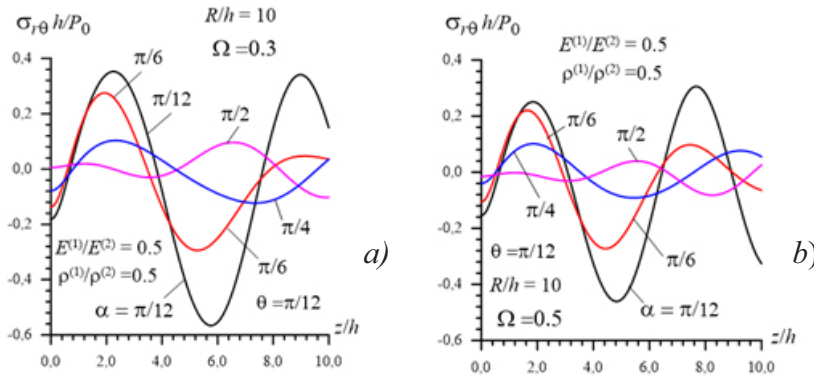 σrθ h/P₀
R/h = 10
Ω =0.3
0,4
0,2
0,0
-0,2
-0,4
-0,6
π/6
π/12
π/2
π/4
π/6
E⁽¹⁾/E⁽²⁾ = 0.5
ρ⁽¹⁾/ρ⁽²⁾=0.5
α = π/12
θ =π/12
z/h
0,0 2,0 4,0 6,0 8,0 10,0
a)
σrθ h/P₀
E⁽¹⁾/E⁽²⁾ = 0.5
ρ⁽¹⁾/ρ⁽²⁾=0.5
0,4
0,2
0,0
-0,2
-0,4
-0,6
π/6
π/2
π/4
π/6
θ =π/12
R/h = 10
Ω =0.5
α = π/12
z/h
0,0 2,0 4,0 6,0 8,0 10,0
b)